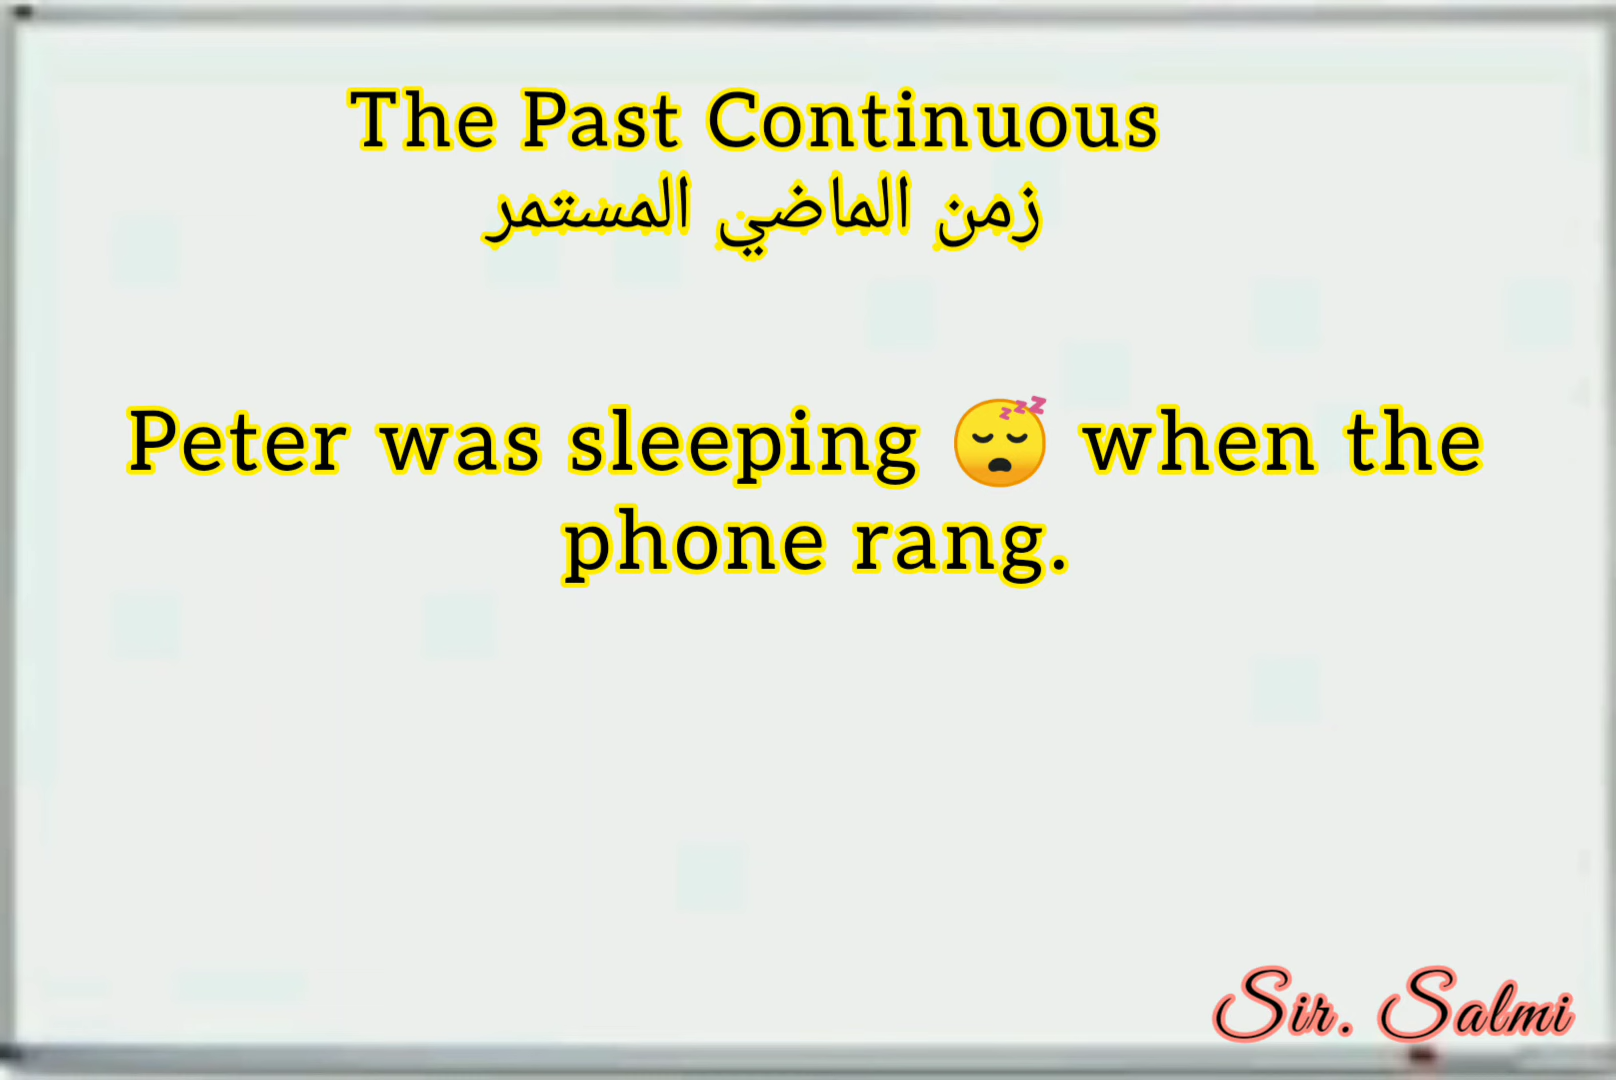 The Past Continuous
زمن الماضي المستمر
Peter was sleeping 😴 when the
phone rang.
Sir. Salmi